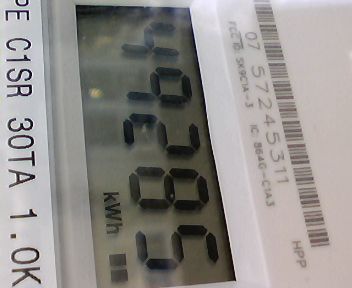 HPP
07 57245311
FCC ID: SK9C1A-3 IC: 864G-C1A3
kWh
PE C1SR 30TA 1.0K